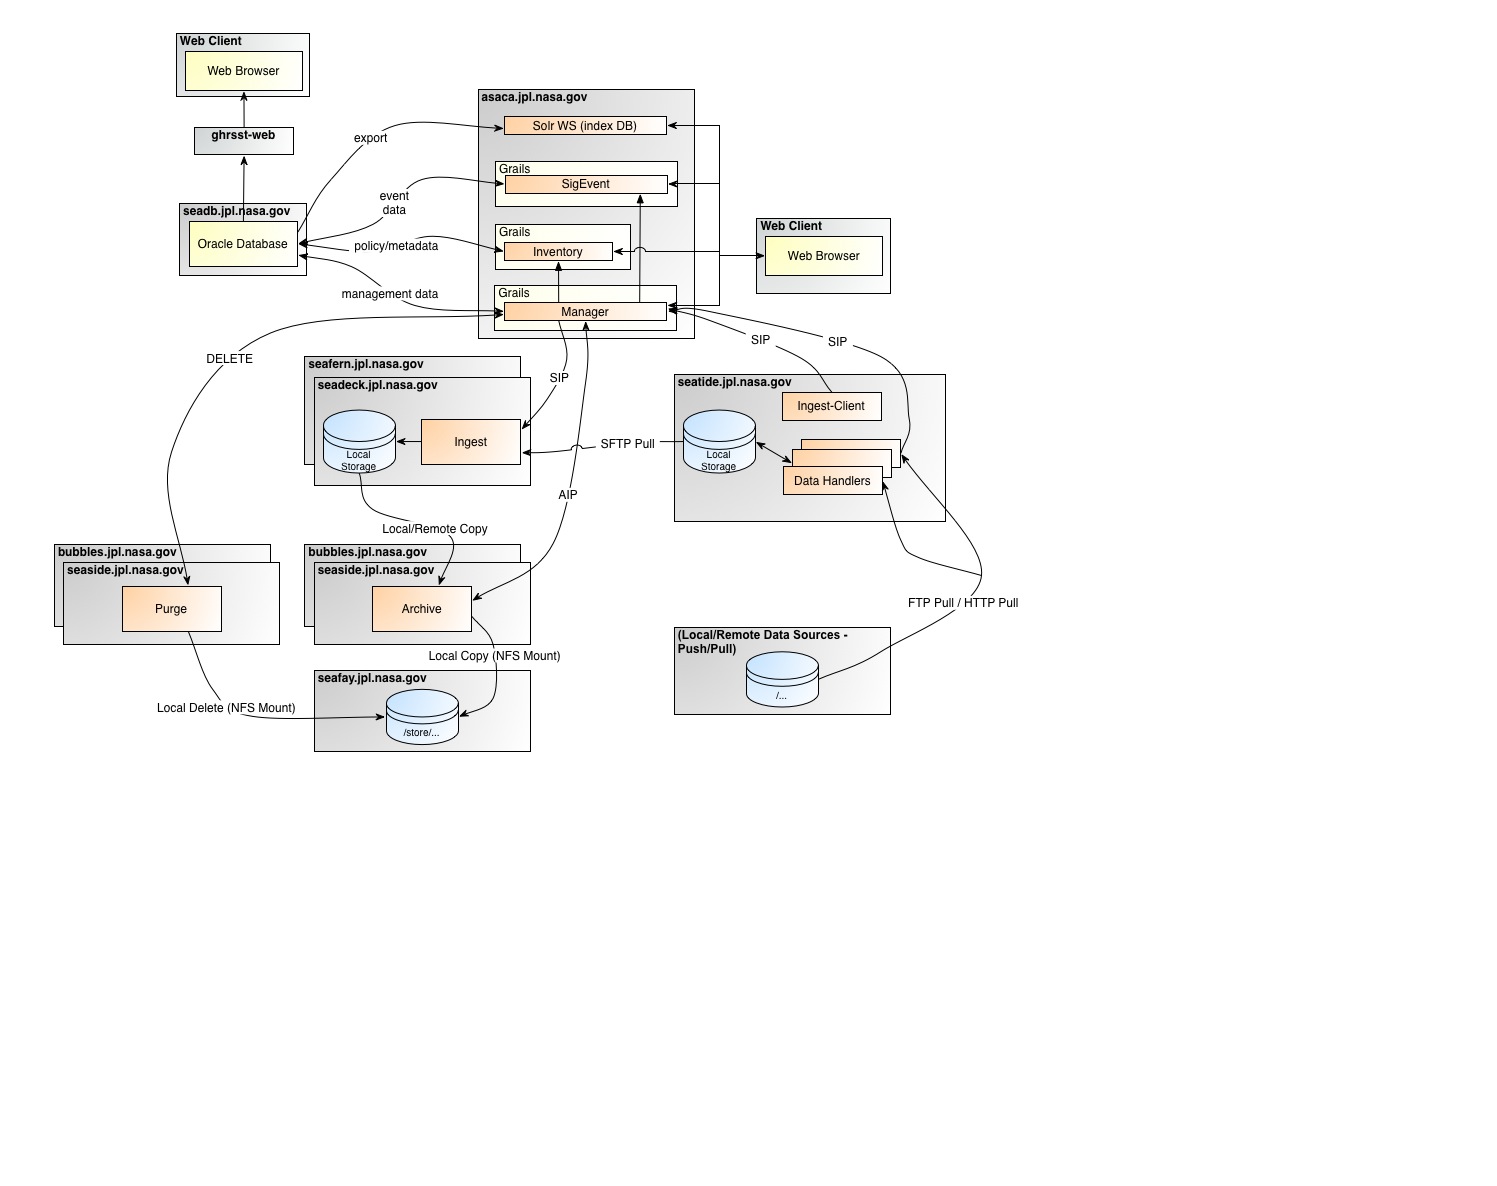 Web Client
Web Browser
ghrsst-web
seadb.jpl.nasa.gov
Oracle Database
export
event
data
policy/metadata
management data
asaca.jpl.nasa.gov
Solr WS (index DB)
Grails
SigEvent
Grails
Inventory
Grails
Manager
Web Client
Web Browser
DELETE
SIP
SIP
SIP
seafern.jpl.nasa.gov
seadeck.jpl.nasa.gov
Local
Storage
Ingest
SFTP Pull
seatide.jpl.nasa.gov
Ingest-Client
Local
Storage
Data Handlers
AIP
Local/Remote Copy
bubbles.jpl.nasa.gov
seaside.jpl.nasa.gov
Purge
bubbles.jpl.nasa.gov
seaside.jpl.nasa.gov
Archive
FTP Pull / HTTP Pull
(Local/Remote Data Sources -
Push/Pull)
/...
Local Copy (NFS Mount)
seafay.jpl.nasa.gov
Local Delete (NFS Mount)
/store/...